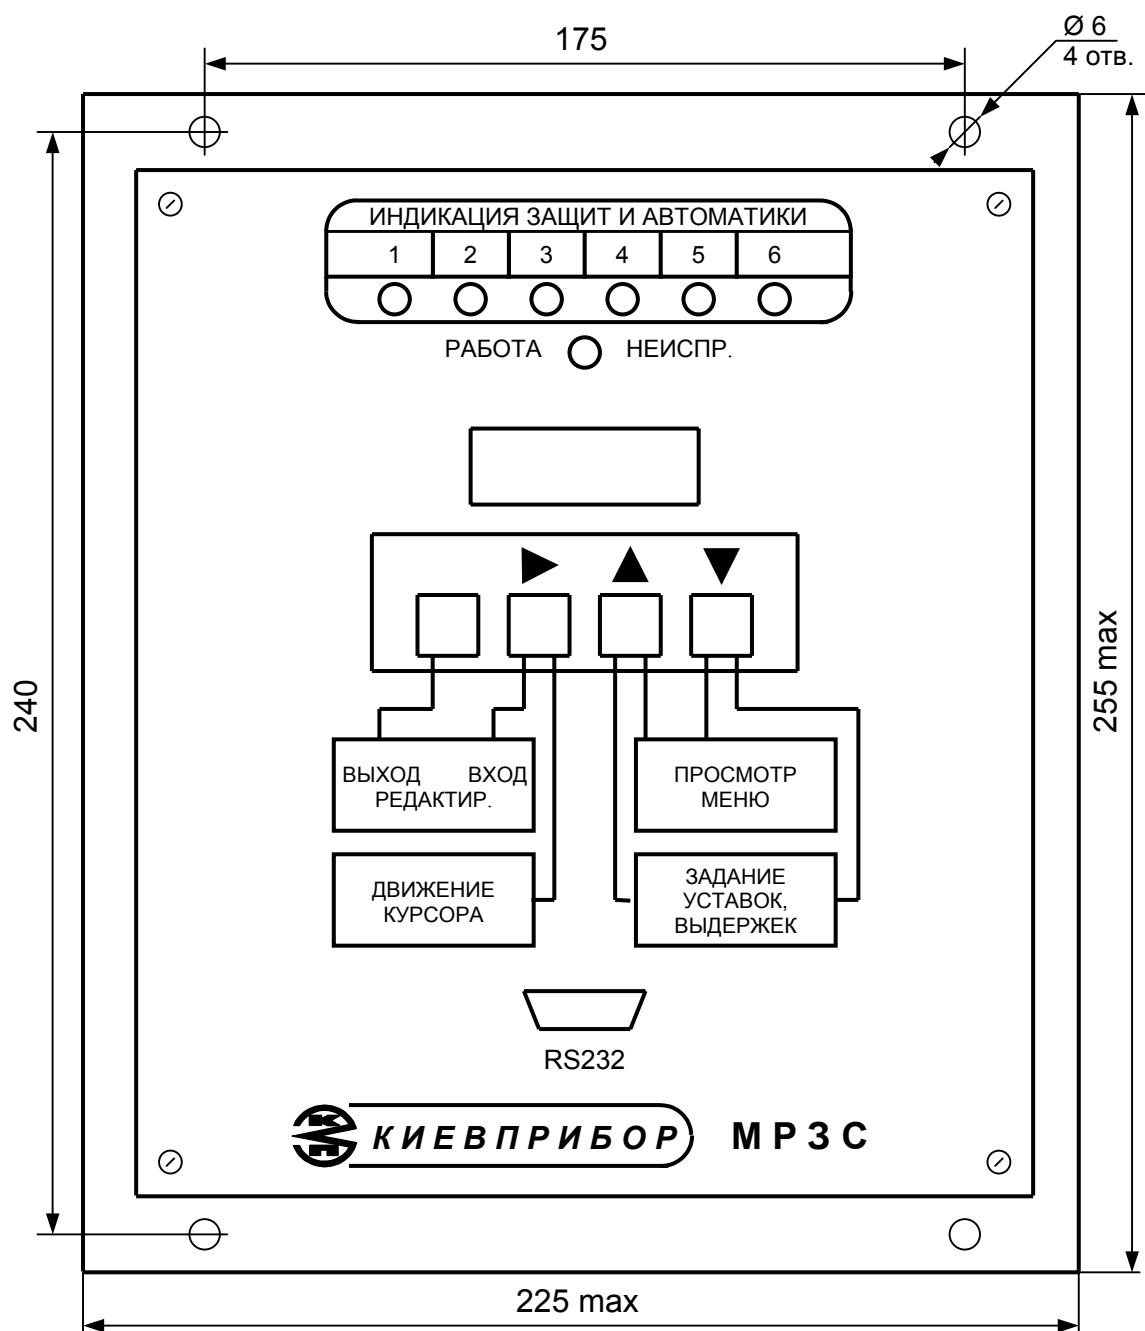 175
Ø 6
4 отв.
ИНДИКАЦИЯ ЗАЩИТ И АВТОМАТИКИ
1 2 3 4 5 6
РАБОТА НЕИСПР.
240
255 max
ВЫХОД ВХОД
РЕДАКТИР.
ПРОСМОТР
МЕНЮ
ДВИЖЕНИЕ
КУРСОРА
ЗАДАНИЕ
УСТАВОК,
ВЫДЕРЖЕК
RS232
КП
КИЕВПРИБОР МРЗС
225 max